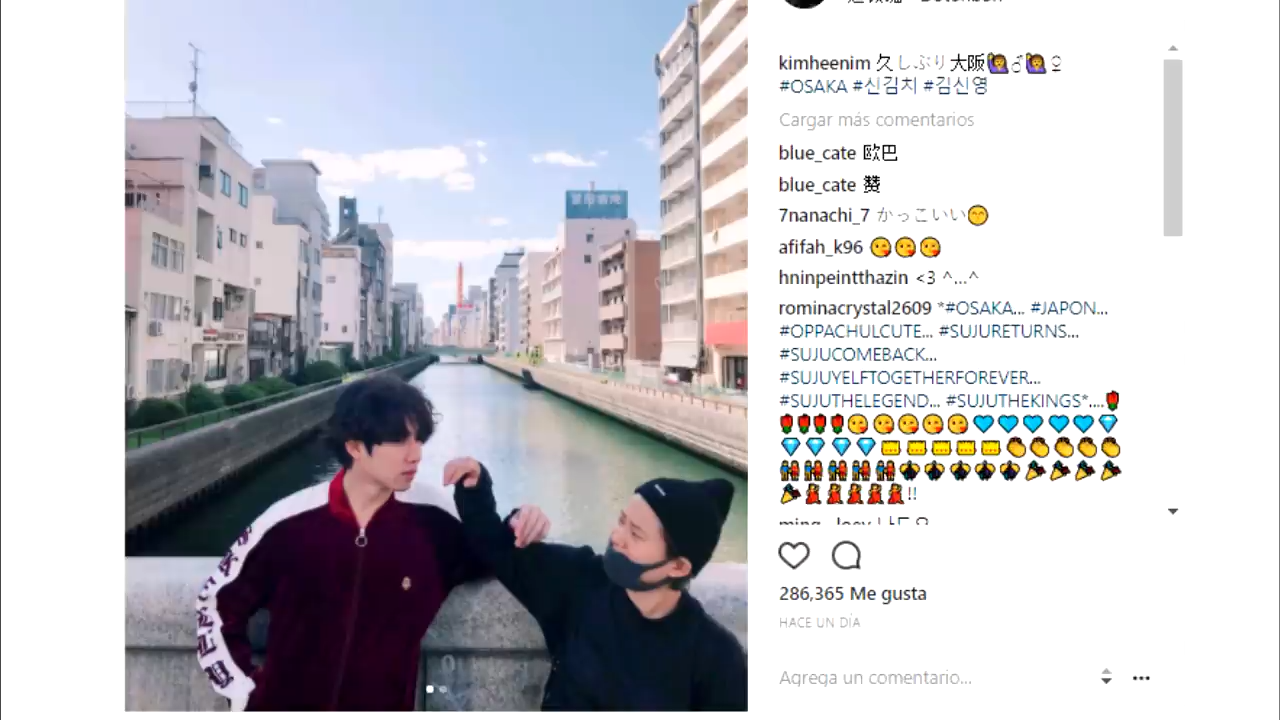 kimheenim 久しぶり大阪🙋‍♂🙋‍♀
#OSAKA #신김치 #김신영
Cargar más comentarios
blue_cate 欧巴
blue_cate 赞
7nanachi_7 かっこいい😊
afifah_k96 😘😘😘
hninpeintthazin <3 ^...^
rominacrystal2609 *#OSAKA... #JAPON...
#OPPACHULCUTE... #SUJURETURNS...
#SUJUCOMEBACK...
#SUJUYELFTOGETHERFOREVER...
#SUJUTHELEGEND... #SUJUTHEKINGS*....🌹
🌹🌹🌹🌹😘😘😘😘😘💙💙💙💙💙💎
💎💎💎💎🎫🎫🎫🎫🎫👏👏👏👏👏
👫👫👫👫👫💃💃💃💃!!
286,365 Me gusta
HACE UN DÍA
Agrega un comentario...